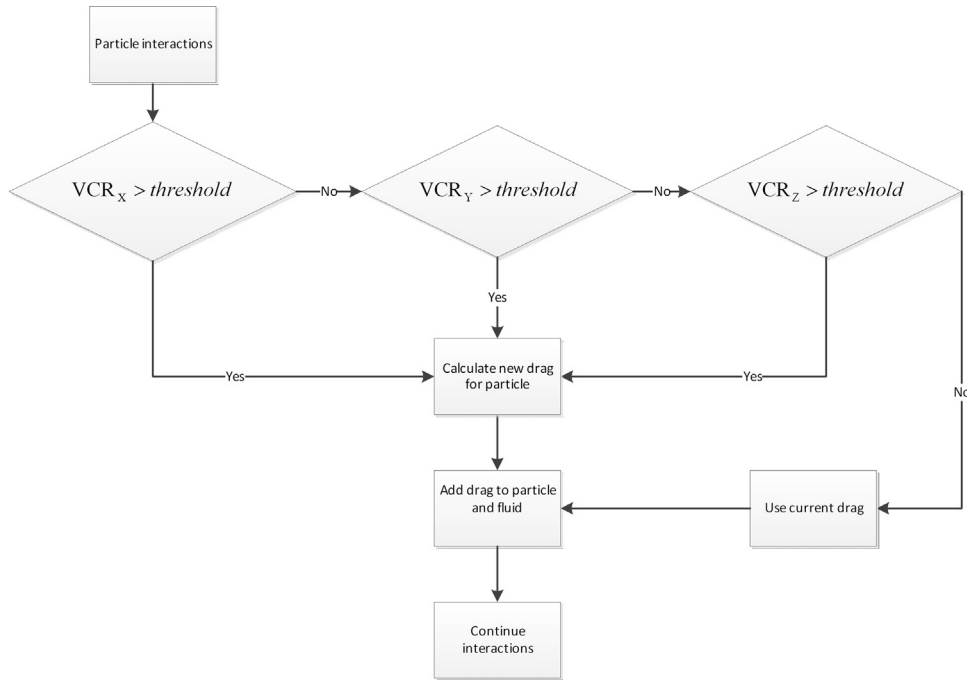 Particle interactions
VCR_X > threshold
No
VCR_Y > threshold
No
VCR_Z > threshold
Yes
Calculate new drag
for particle
Yes
Yes
No
Add drag to particle
and fluid
Use current drag
Continue
interactions